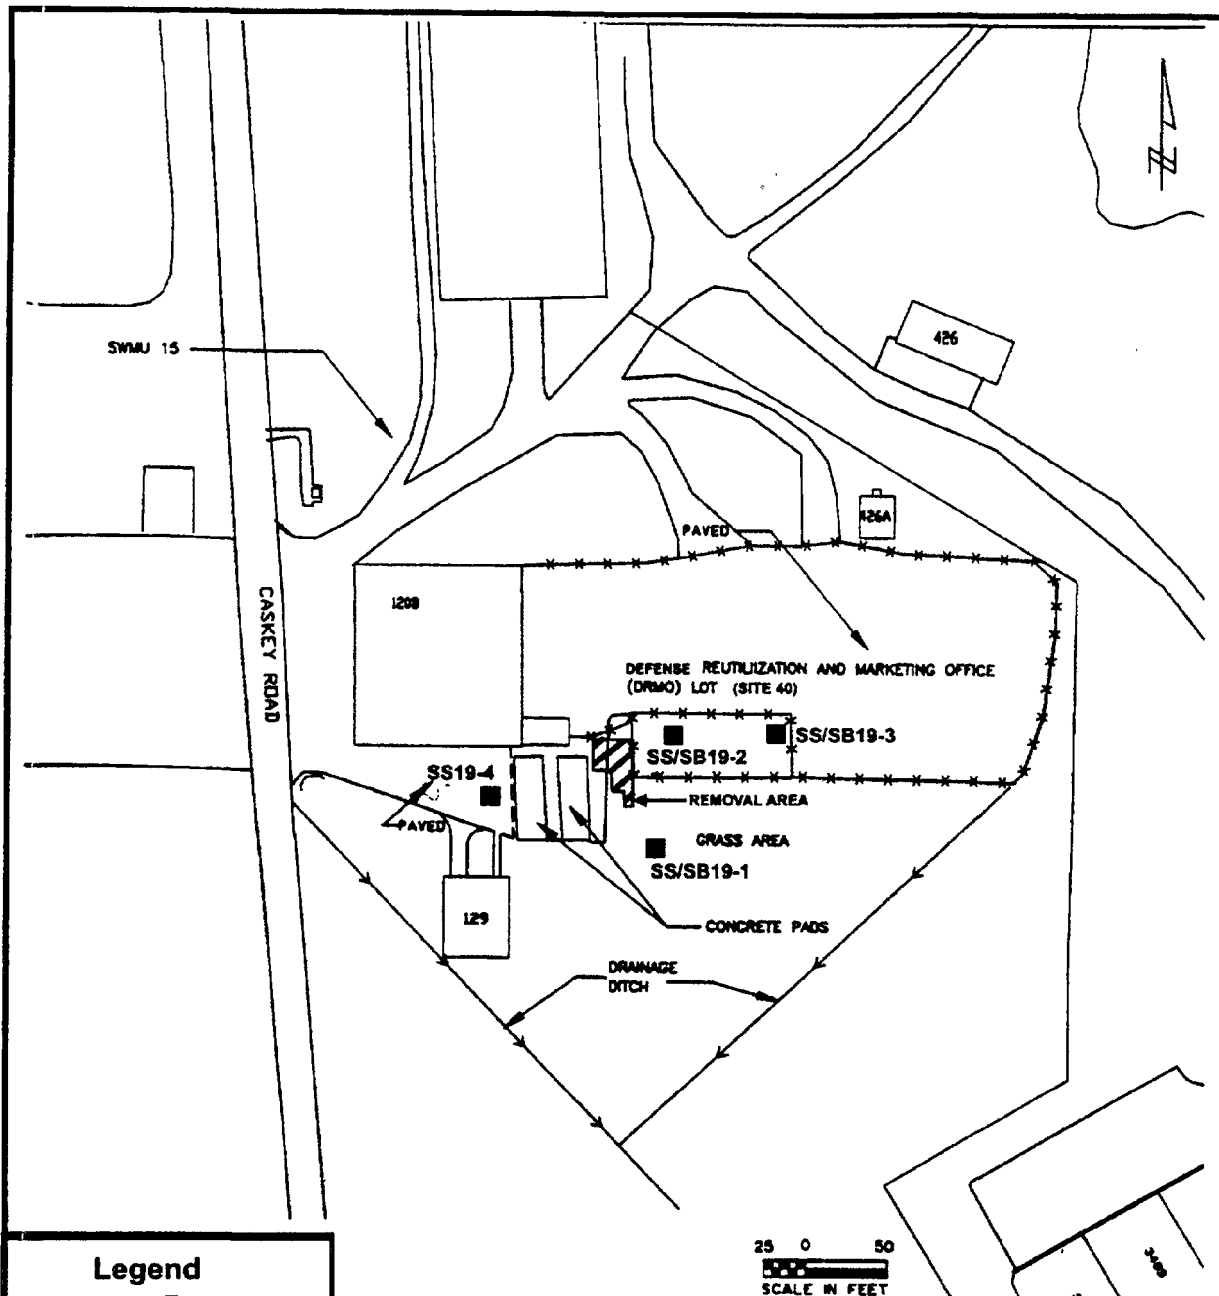 N
426
SWMU 15
426A
PAVED
1208
CASKEY ROAD
DEFENSE REUTILIZATION AND MARKETING OFFICE
(DRMO) LOT (SITE 40)
SS/SB19-3
SS/SB19-2
SS19-4
REMOVAL AREA
PAVED
GRASS AREA
SS/SB19-1
129
CONCRETE PADS
DRAINAGE
DITCH
25 0 50
SCALE IN FEET
Legend